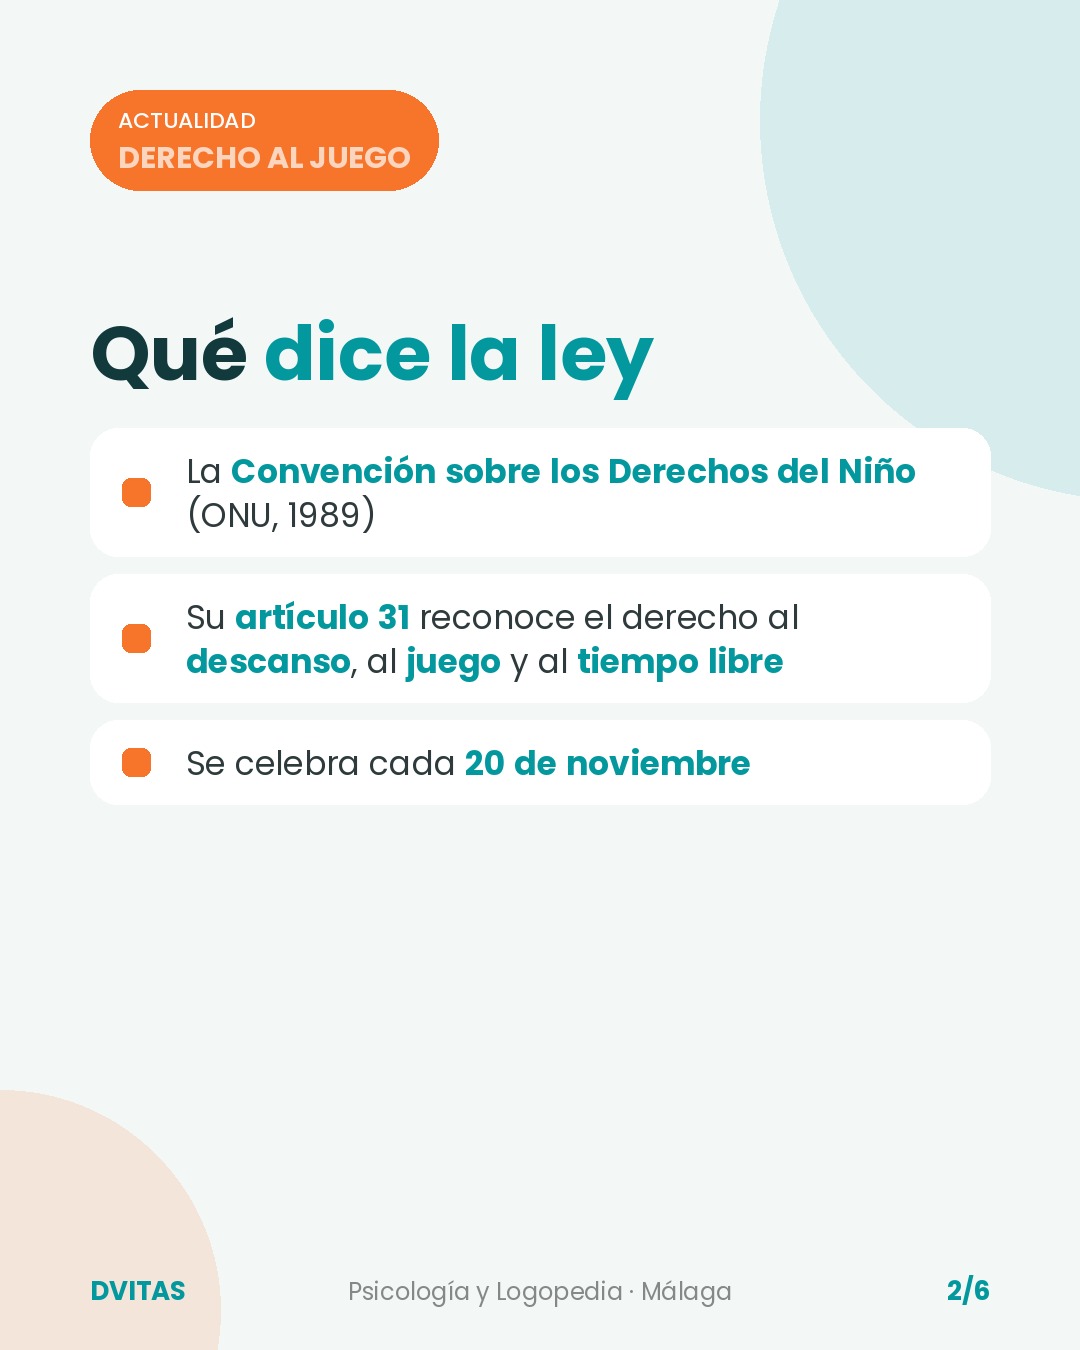 ACTUALIDAD
DERECHO AL JUEGO
Qué dice la ley
La Convención sobre los Derechos del Niño
(ONU, 1989)
Su artículo 31 reconoce el derecho al
descanso, al juego y al tiempo libre
Se celebra cada 20 de noviembre
DVITAS
Psicología y Logopedia · Málaga
2/6